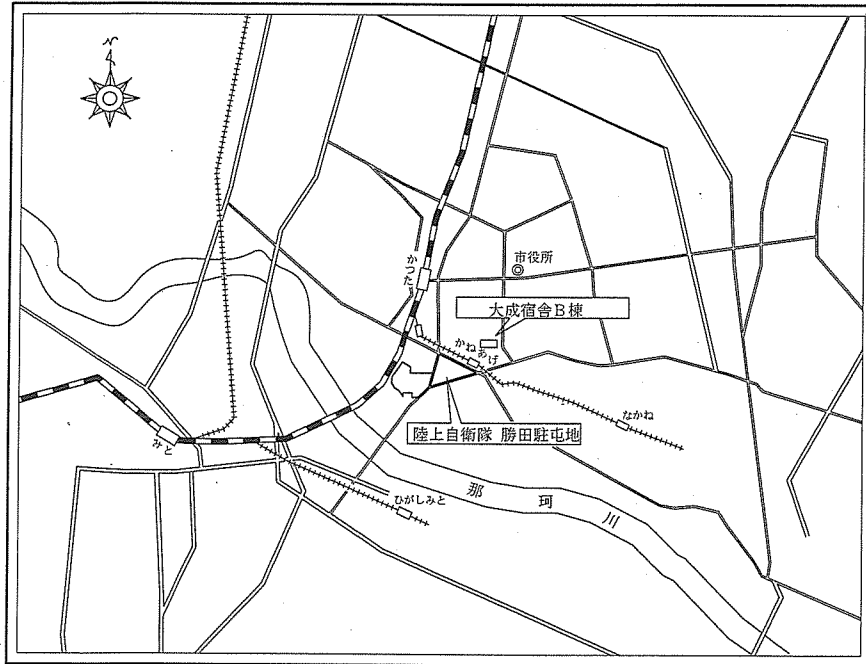 N
市役所
かつた
大成宿舎B棟
かねあげ
なかね
陸上自衛隊 勝田駐屯地
みと
ひがしみと
那珂川